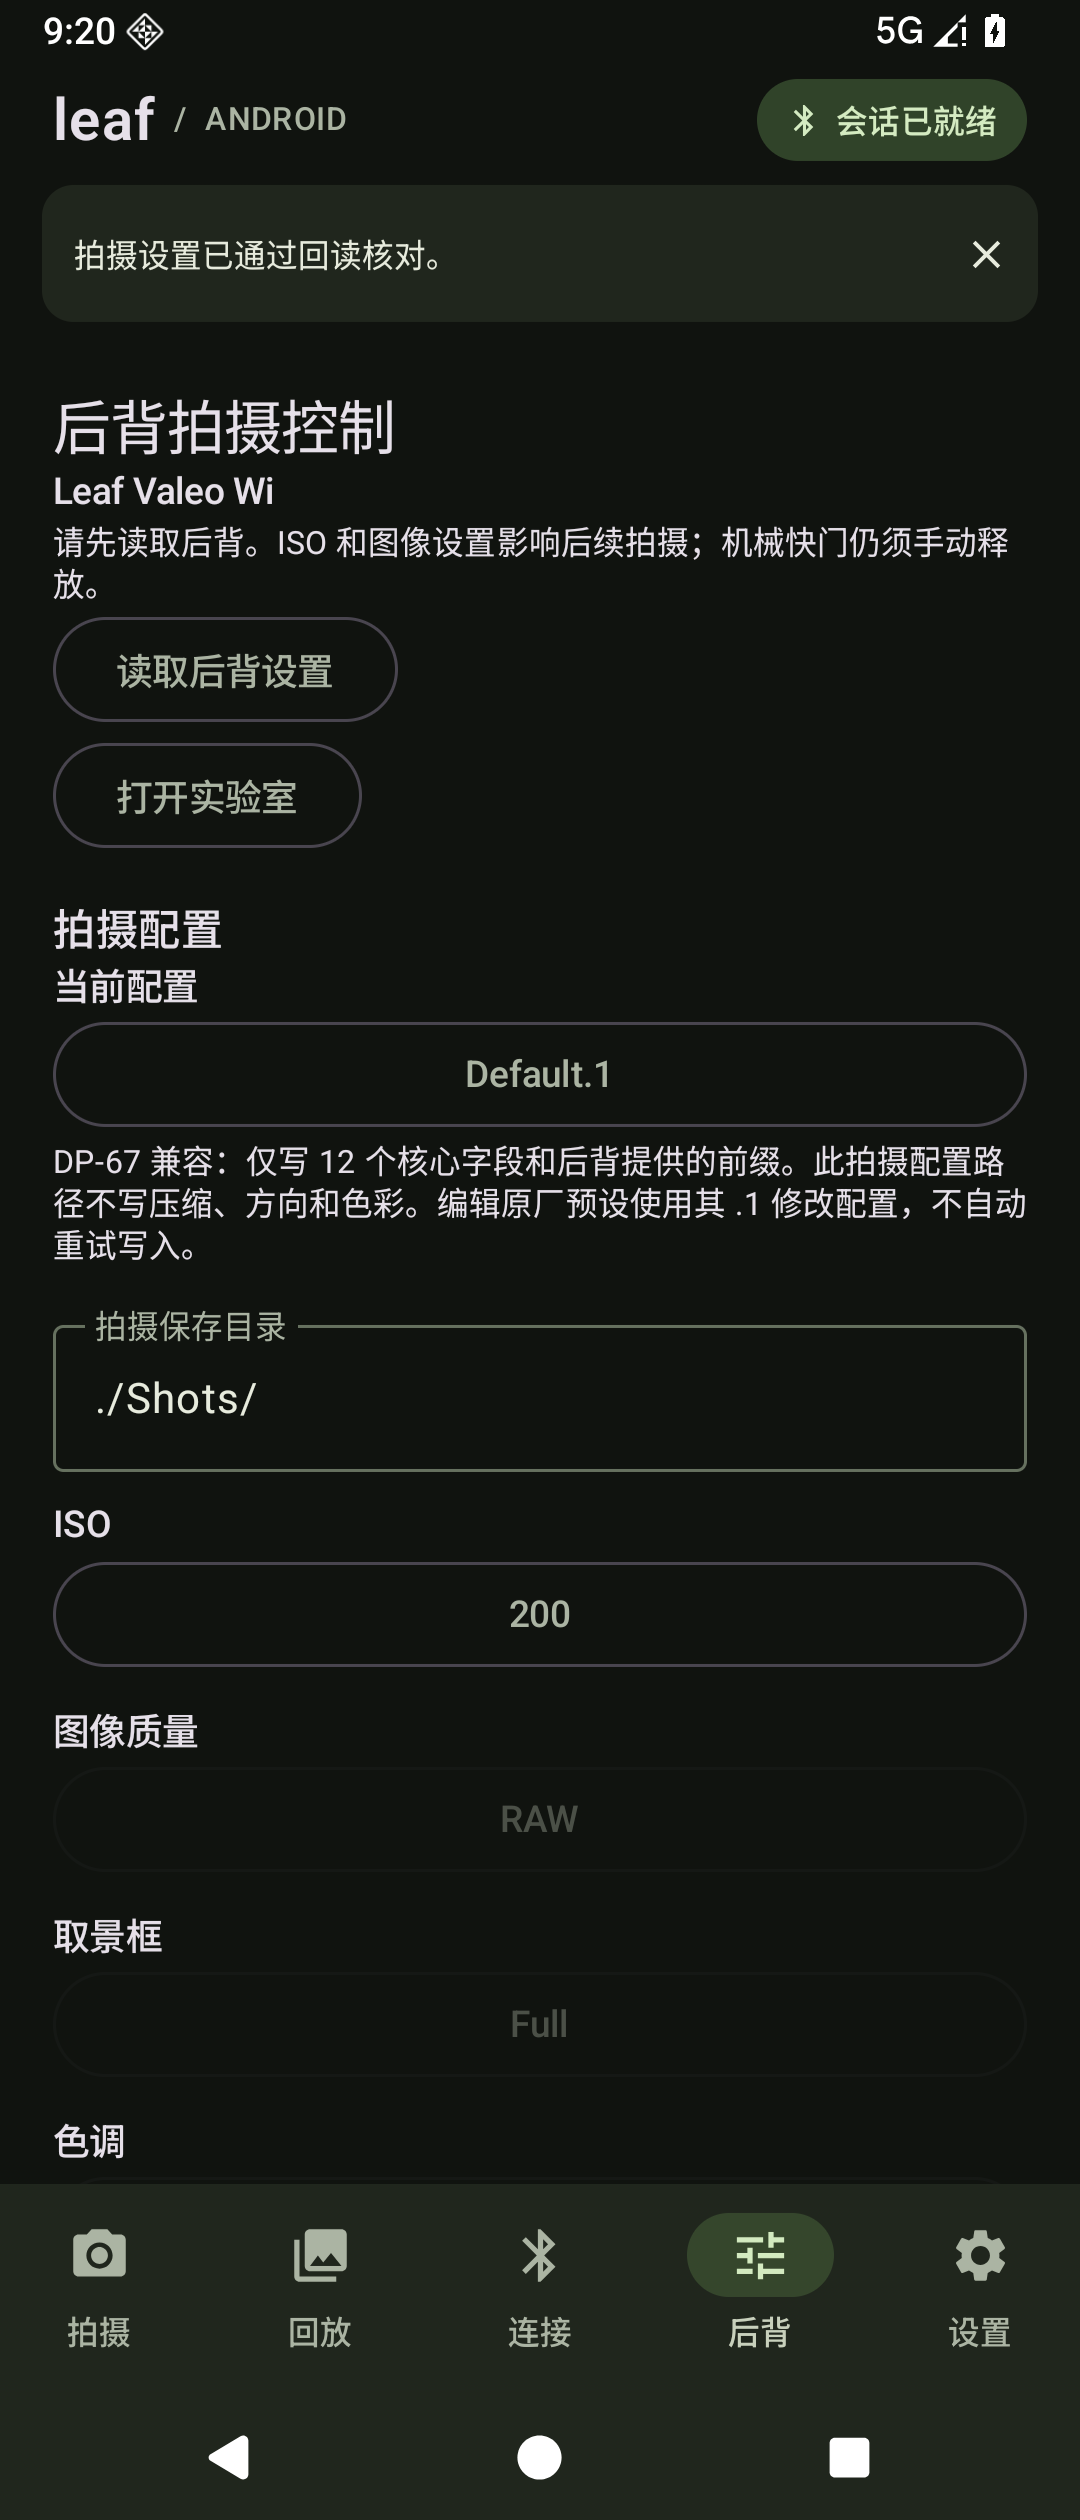 9:20
5G
leaf / ANDROID
会话已就绪
拍摄设置已通过回读核对。
后背拍摄控制
Leaf Valeo Wi
请先读取后背。ISO 和图像设置影响后续拍摄；机械快门仍须手动释
放。
读取后背设置
打开实验室
拍摄配置
当前配置
Default.1
DP-67 兼容：仅写 12 个核心字段和后背提供的前缀。此拍摄配置路
径不写压缩、方向和色彩。编辑原厂预设使用其 .1 修改配置，不自动
重试写入。
拍摄保存目录
./Shots/
ISO
200
图像质量
RAW
取景框
Full
色调
拍摄
回放
连接
后背
设置